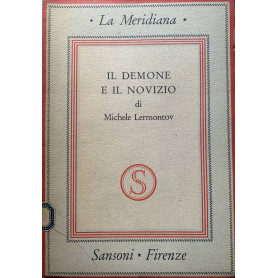 · La Meridiana ·
IL DEMONE
E IL NOVIZIO
di
Michele Lermontov
S
Sansoni · Firenze